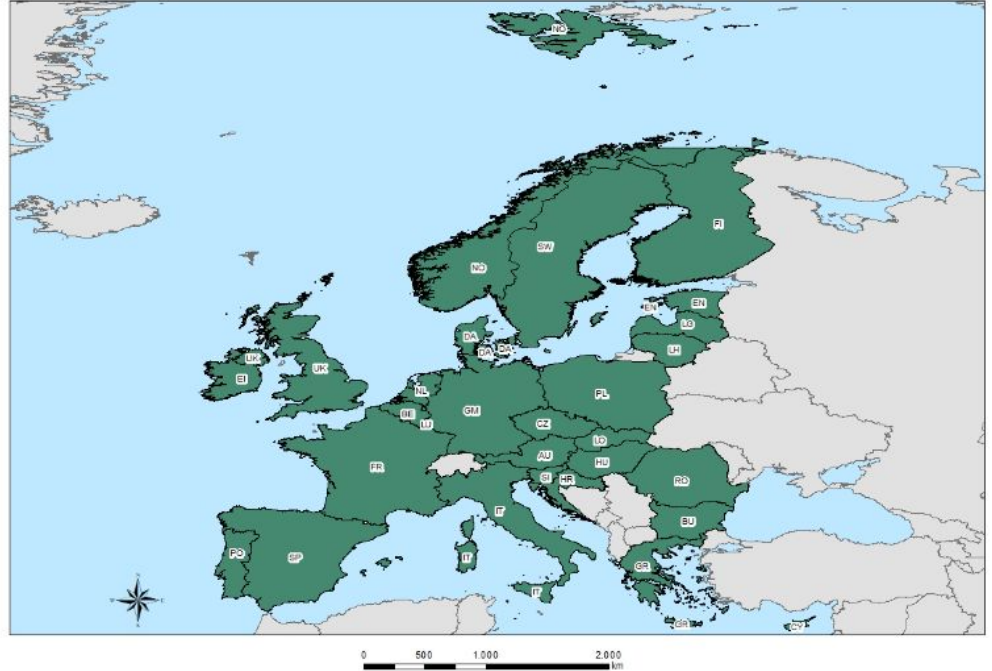 NO
FI
SW
NO
EN
EN
LG
DA
DA
DA
LH
UK
UK
EI
NL
PL
GM
BE
LU
CZ
LO
AU
HU
FR
SI
HR
RO
IT
BU
PO
SP
IT
GR
IT
GR
CY
0 500 1.000 2.000
km